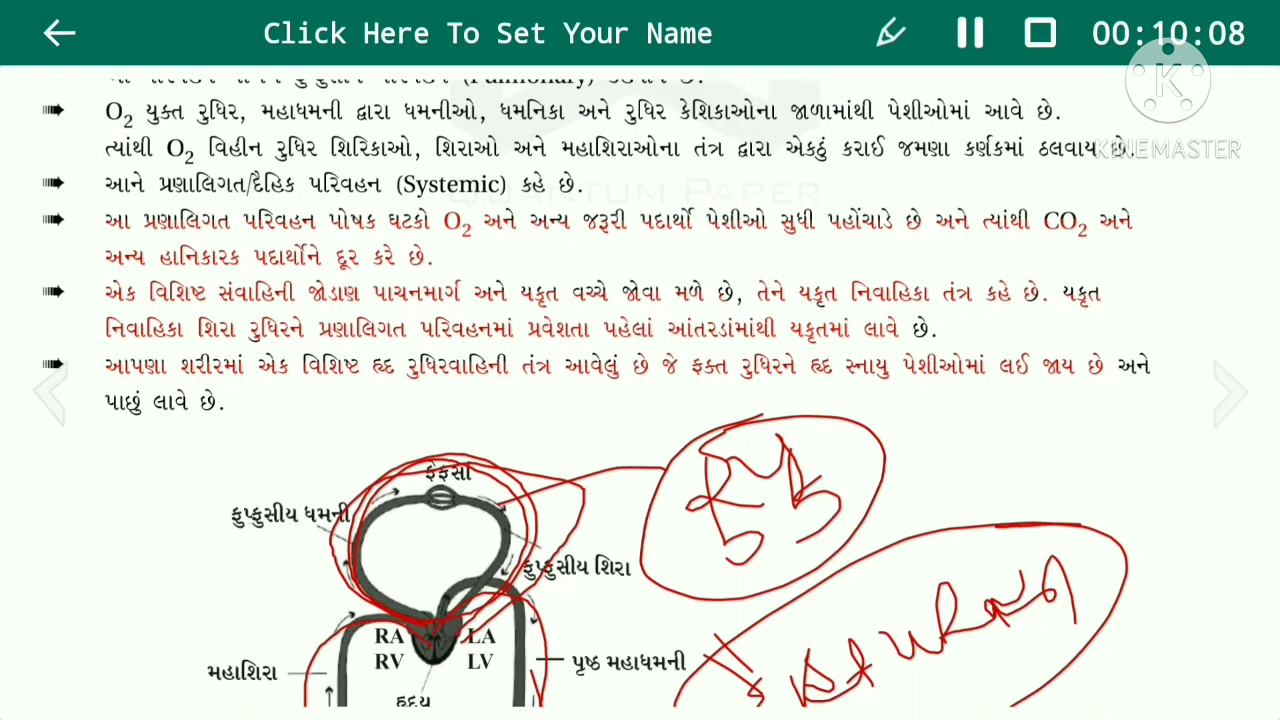 Click Here To Set Your Name
00:10:08
K
KINEMASTER
(Pulmonary)
O2 યુક્ત રુધિર, મહાધમની દ્વારા ધમનીઓ, ધમનિકા અને રુધિર કેશિકાઓના જાળામાંથી પેશીઓમાં આવે છે.
ત્યાંથી O2 વિહીન રુધિર શિરિકાઓ, શિરાઓ અને મહાશિરાઓના તંત્ર દ્વારા એકઠું કરાઈ જમણા કર્ણકમાં ઠલવાય છે.
આને પ્રણાલિગત/દૈહિક પરિવહન (Systemic) કહે છે.
QUANTUM PAPER
આ પ્રણાલિગત પરિવહન પોષક ઘટકો O2 અને અન્ય જરૂરી પદાર્થો પેશીઓ સુધી પહોંચાડે છે અને ત્યાંથી CO2 અને
અન્ય હાનિકારક પદાર્થોને દૂર કરે છે.
એક વિશિષ્ટ સંવાહિની જોડાણ પાચનમાર્ગ અને યકૃત વચ્ચે જોવા મળે છે, તેને યકૃત નિવાહિકા તંત્ર કહે છે. યકૃત
નિવાહિકા શિરા રુધિરને પ્રણાલિગત પરિવહનમાં પ્રવેશતા પહેલાં આંતરડાંમાંથી યકૃતમાં લાવે છે.
આપણા શરીરમાં એક વિશિષ્ટ હૃદ રુધિરવાહિની તંત્ર આવેલું છે જે ફક્ત રુધિરને હૃદ સ્નાયુ પેશીઓમાં લઈ જાય છે અને
પાછું લાવે છે.
ફેફસાં
ફુપ્ફુસીય ધમની
ફુપ્ફુસીય શિરા
RA LA
RV LV
મહાશિરા
પૃષ્ઠ મહાધમની
હૃદય